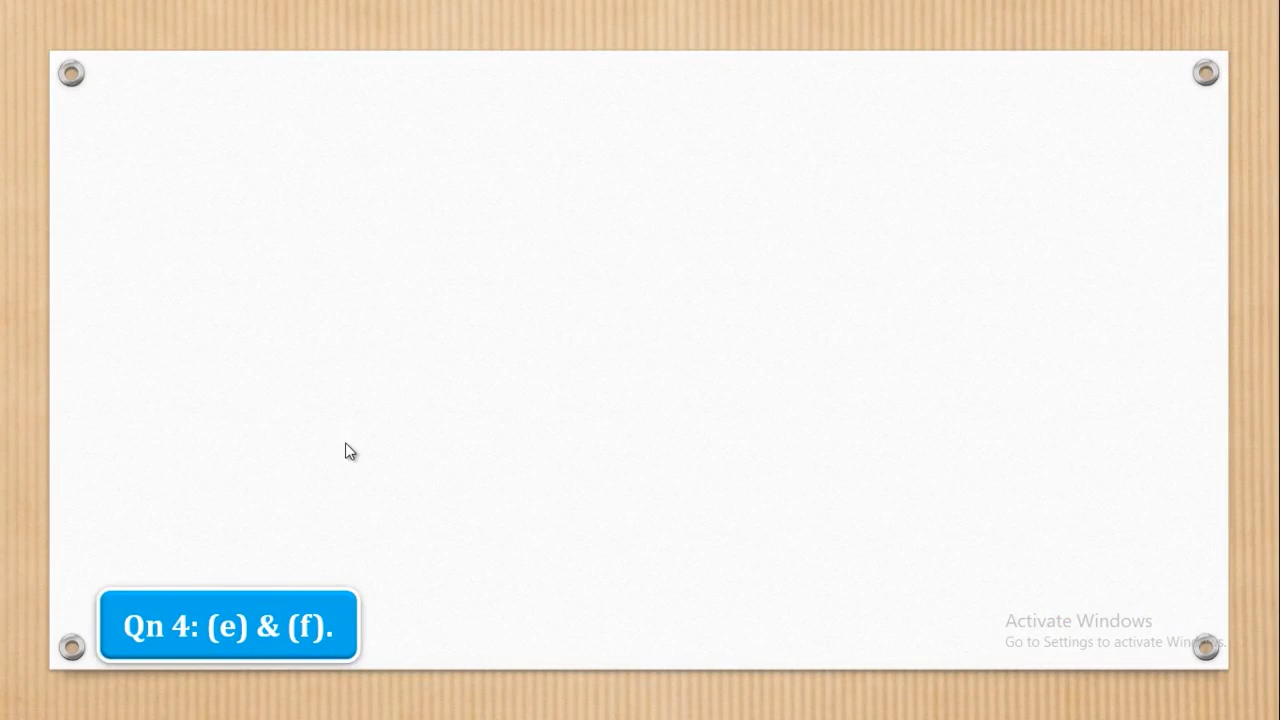 Qn 4: (e) & (f).
Activate Windows
Go to Settings to activate Windows.